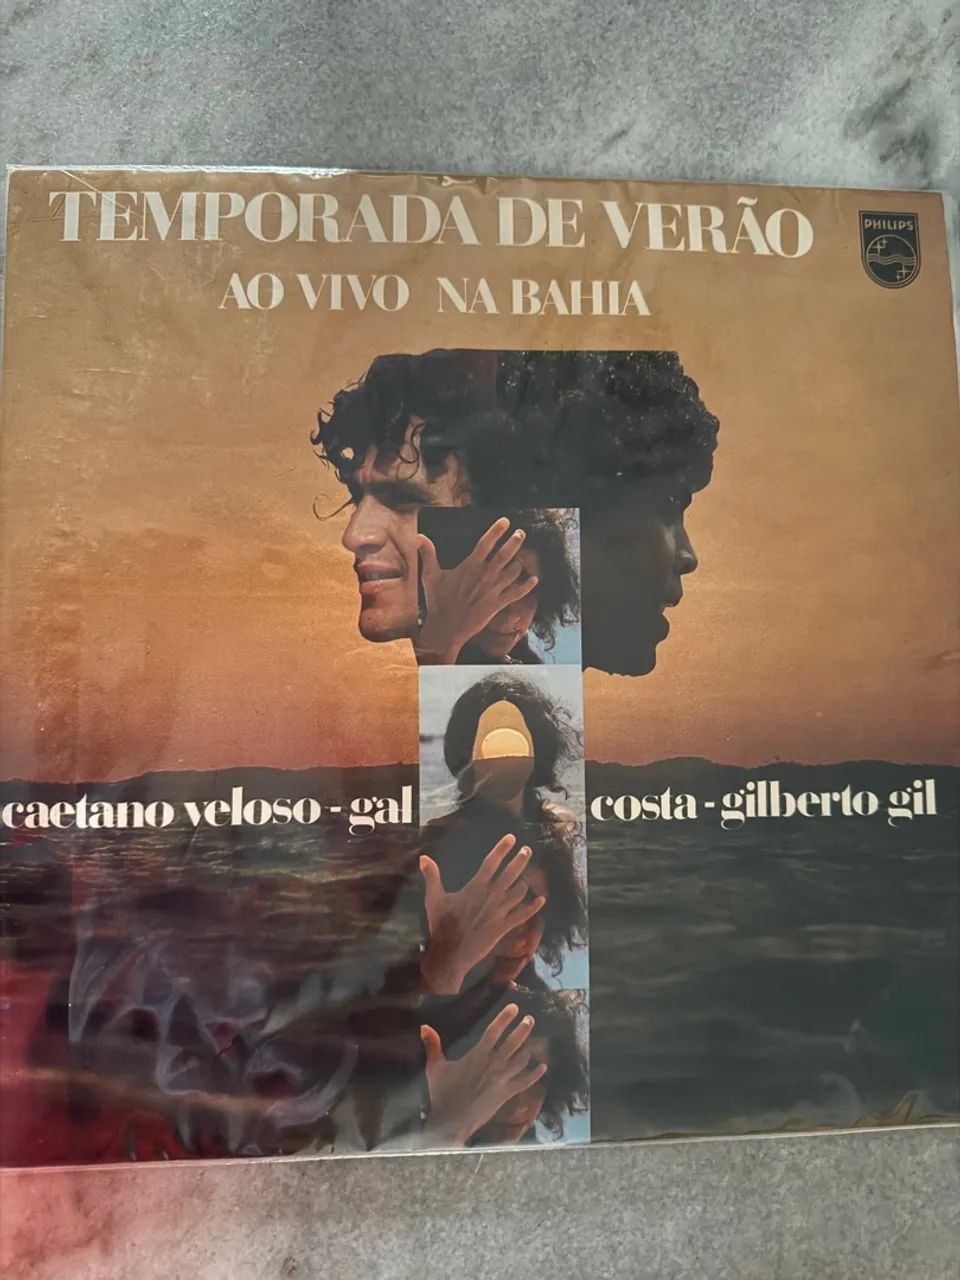 TEMPORADA DE VERÃO
PHILIPS
AO VIVO NA BAHIA
caetano veloso - gal costa - gilberto gil